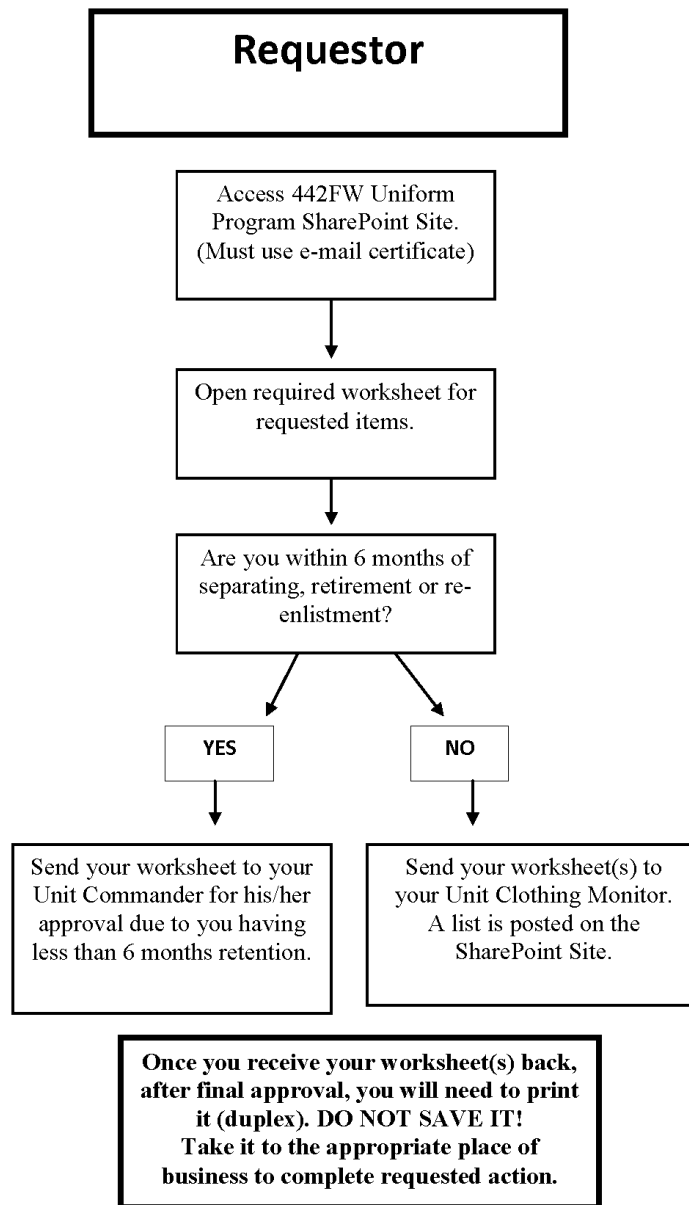 Requestor
Access 442FW Uniform
Program SharePoint Site.
(Must use e-mail certificate)
Open required worksheet for
requested items.
Are you within 6 months of
separating, retirement or re-
enlistment?
YES
NO
Send your worksheet to your
Unit Commander for his/her
approval due to you having
less than 6 months retention.
Send your worksheet(s) to
your Unit Clothing Monitor.
A list is posted on the
SharePoint Site.
Once you receive your worksheet(s) back,
after final approval, you will need to print
it (duplex). DO NOT SAVE IT!
Take it to the appropriate place of
business to complete requested action.